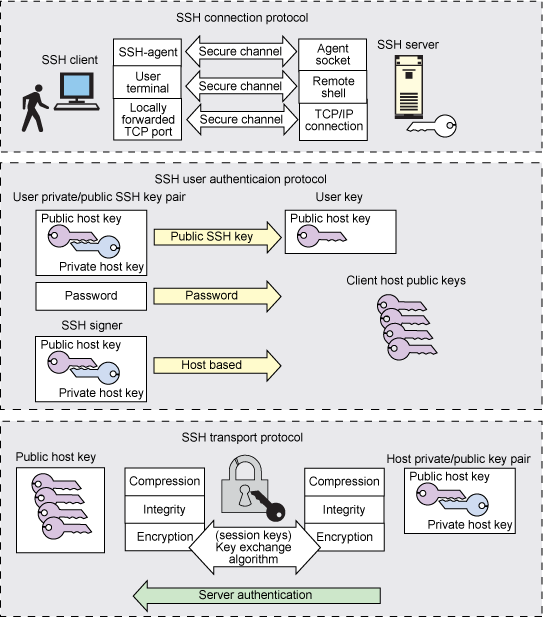 SSH connection protocol
SSH client
SSH-agent
Secure channel
Agent
socket
SSH server
User
terminal
Secure channel
Remote
shell
Locally
forwarded
TCP port
Secure channel
TCP/IP
connection
SSH user authenticaion protocol
User private/public SSH key pair
User key
Public host key
Private host key
Public SSH key
Public host key
Password
Password
Client host public keys
SSH signer
Public host key
Private host key
Host based
SSH transport protocol
Public host key
Host private/public key pair
Compression
Integrity
Encryption
(session keys)
Key exchange
algorithm
Compression
Integrity
Encryption
Public host key
Private host key
Server authentication